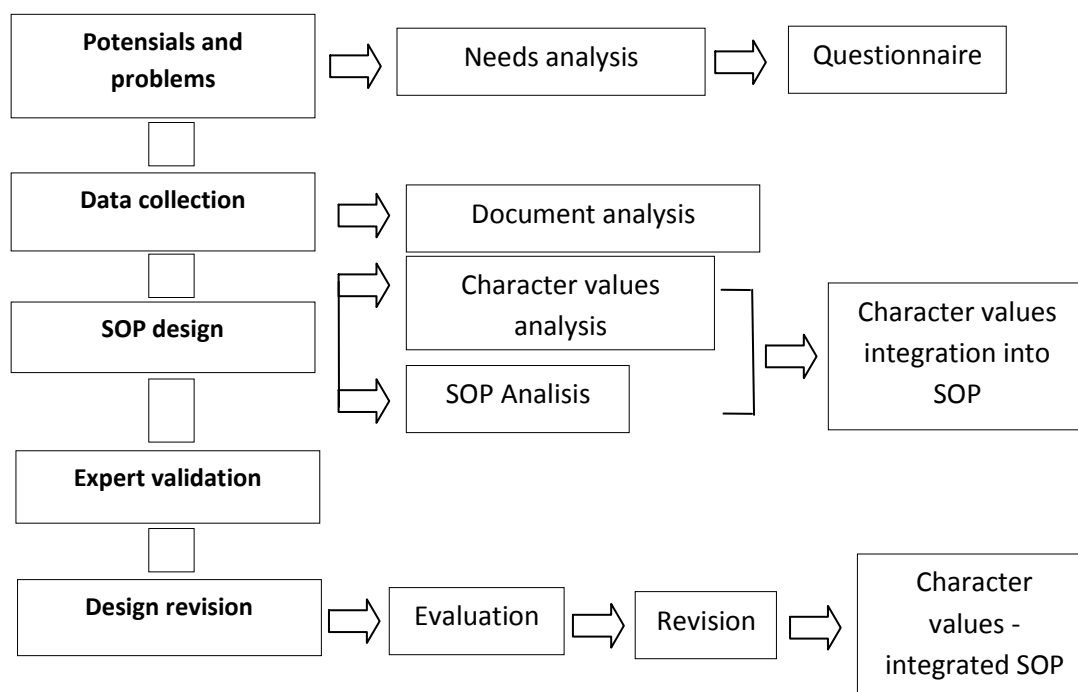 Potensials and
problems
Needs analysis
Questionnaire
Data collection
Document analysis
SOP design
Character values
analysis
SOP Analisis
Character values
integration into
SOP
Expert validation
Design revision
Evaluation
Revision
Character
values -
integrated SOP